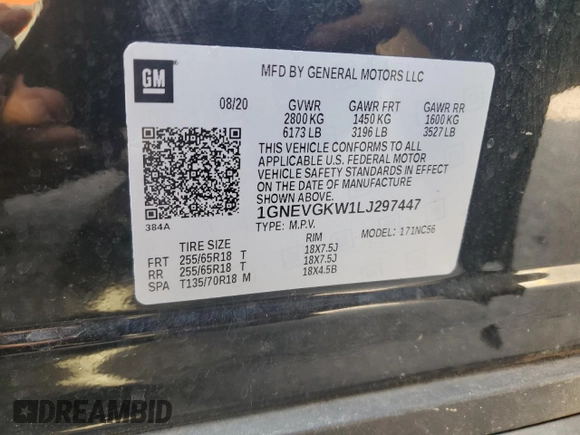 GM
MFD BY GENERAL MOTORS LLC
08/20 GVWR GAWR FRT GAWR RR
2800 KG 1450 KG 1600 KG
6173 LB 3196 LB 3527 LB
THIS VEHICLE CONFORMS TO ALL
APPLICABLE U.S. FEDERAL MOTOR
VEHICLE SAFETY STANDARDS IN EFFECT
ON THE DATE OF MANUFACTURE
SHOWN ABOVE.
1GNEVGKW1LJ297447
384A
TYPE: M.P.V. MODEL: 171NC56
TIRE SIZE RIM
FRT 255/65R18 T 18X7.5J
RR 255/65R18 T 18X7.5J
SPA T135/70R18 M 18X4.5B
DREAMBID